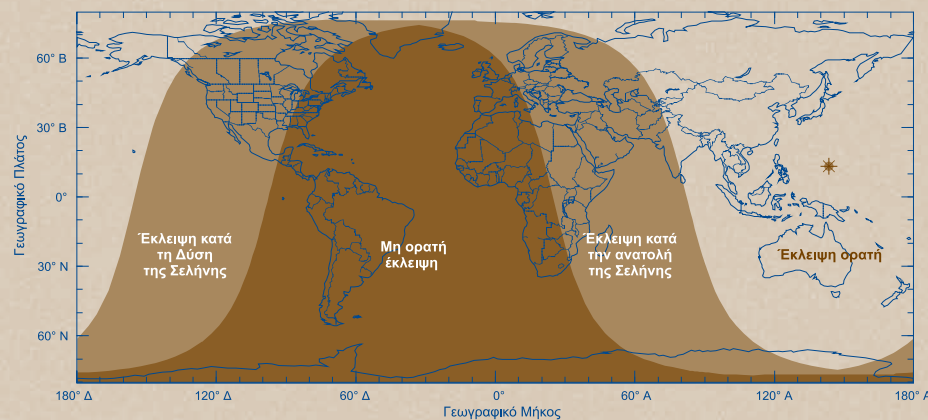 Γεωγραφικό Πλάτος
60° Β
30° Β
0°
30° Ν
60° Ν
Έκλειψη κατά
τη Δύση
της Σελήνης
Μη ορατή
έκλειψη
Έκλειψη κατά
την ανατολή
της Σελήνης
Έκλειψη ορατή
180° Δ
120° Δ
60° Δ
0°
60° Α
120° Α
180° Α
Γεωγραφικό Μήκος